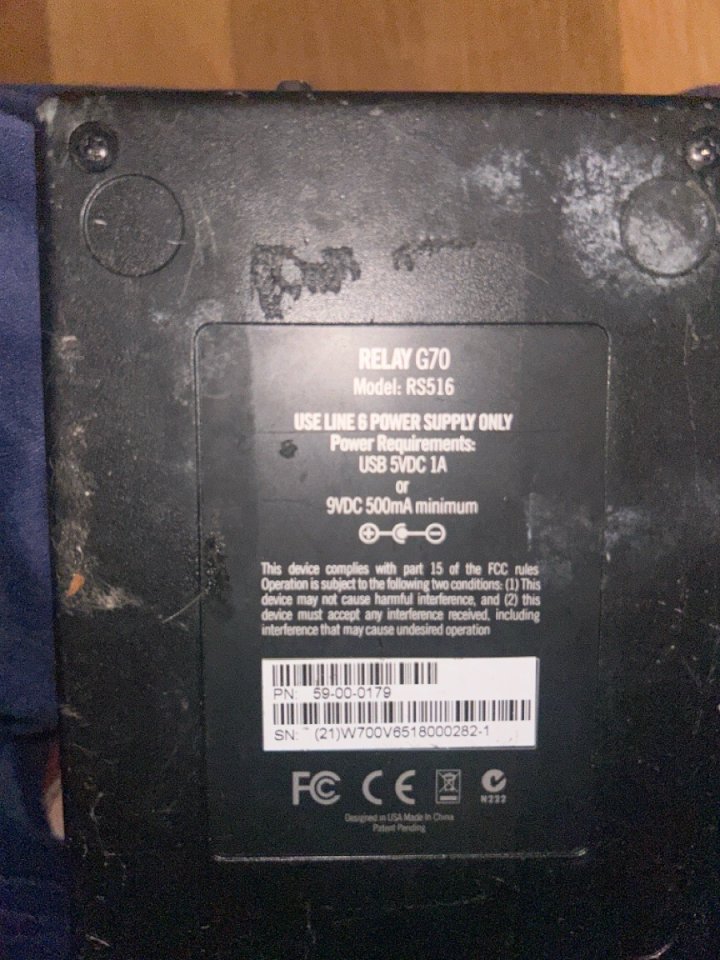 RELAY G70
Model: RS516
USE LINE 6 POWER SUPPLY ONLY
Power Requirements:
USB 5VDC 1A
or
9VDC 500mA minimum
This device complies with part 15 of the FCC rules
Operation is subject to the following two conditions: (1) This
device may not cause harmful interference, and (2) this
device must accept any interference received, including
interference that may cause undesired operation
PN: 59-00-0179
SN: (21)W700V6518000282-1
FC CE
N222
Designed in USA Made In China
Patent Pending